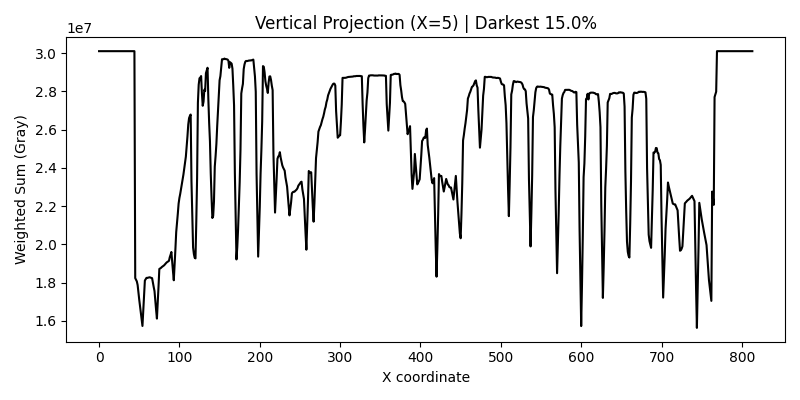 Vertical Projection (X=5) | Darkest 15.0%
1e7
3.0
2.8
2.6
2.4
2.2
2.0
1.8
1.6
Weighted Sum (Gray)
0 100 200 300 400 500 600 700 800
X coordinate